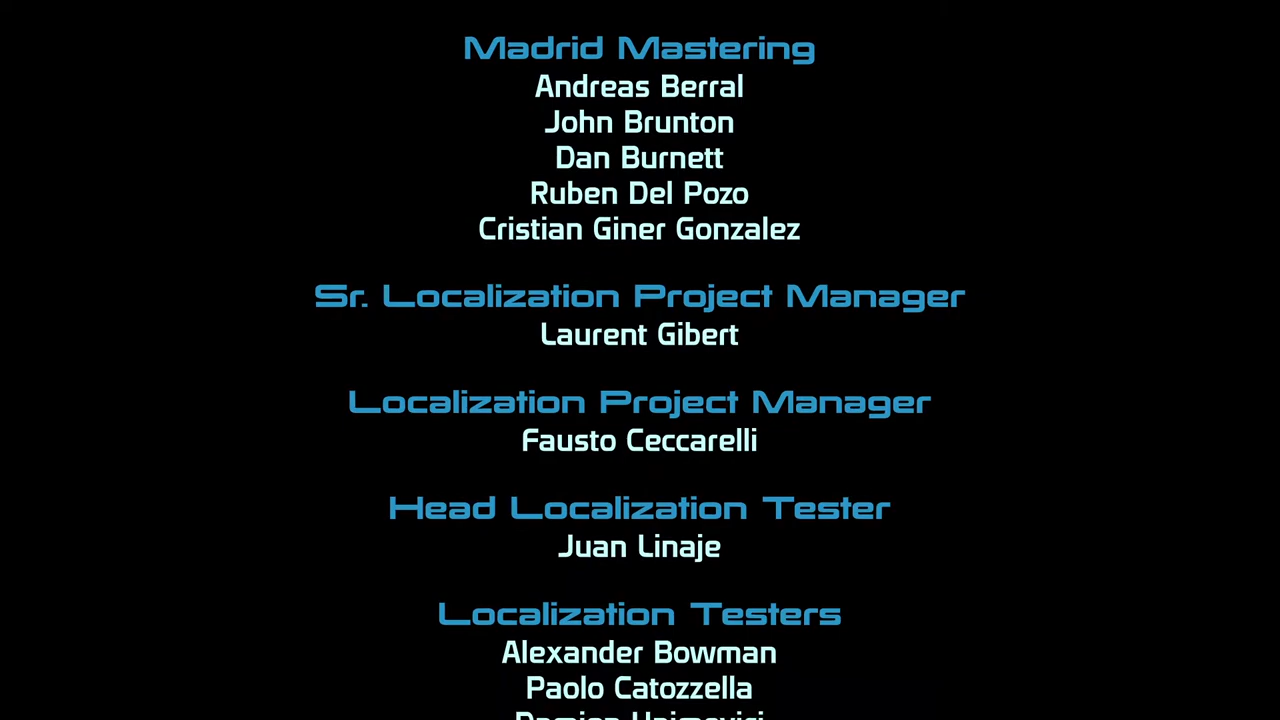 Madrid Mastering
Andreas Berral
John Brunton
Dan Burnett
Ruben Del Pozo
Cristian Giner Gonzalez
Sr. Localization Project Manager
Laurent Gibert
Localization Project Manager
Fausto Ceccarelli
Head Localization Tester
Juan Linaje
Localization Testers
Alexander Bowman
Paolo Catozzella